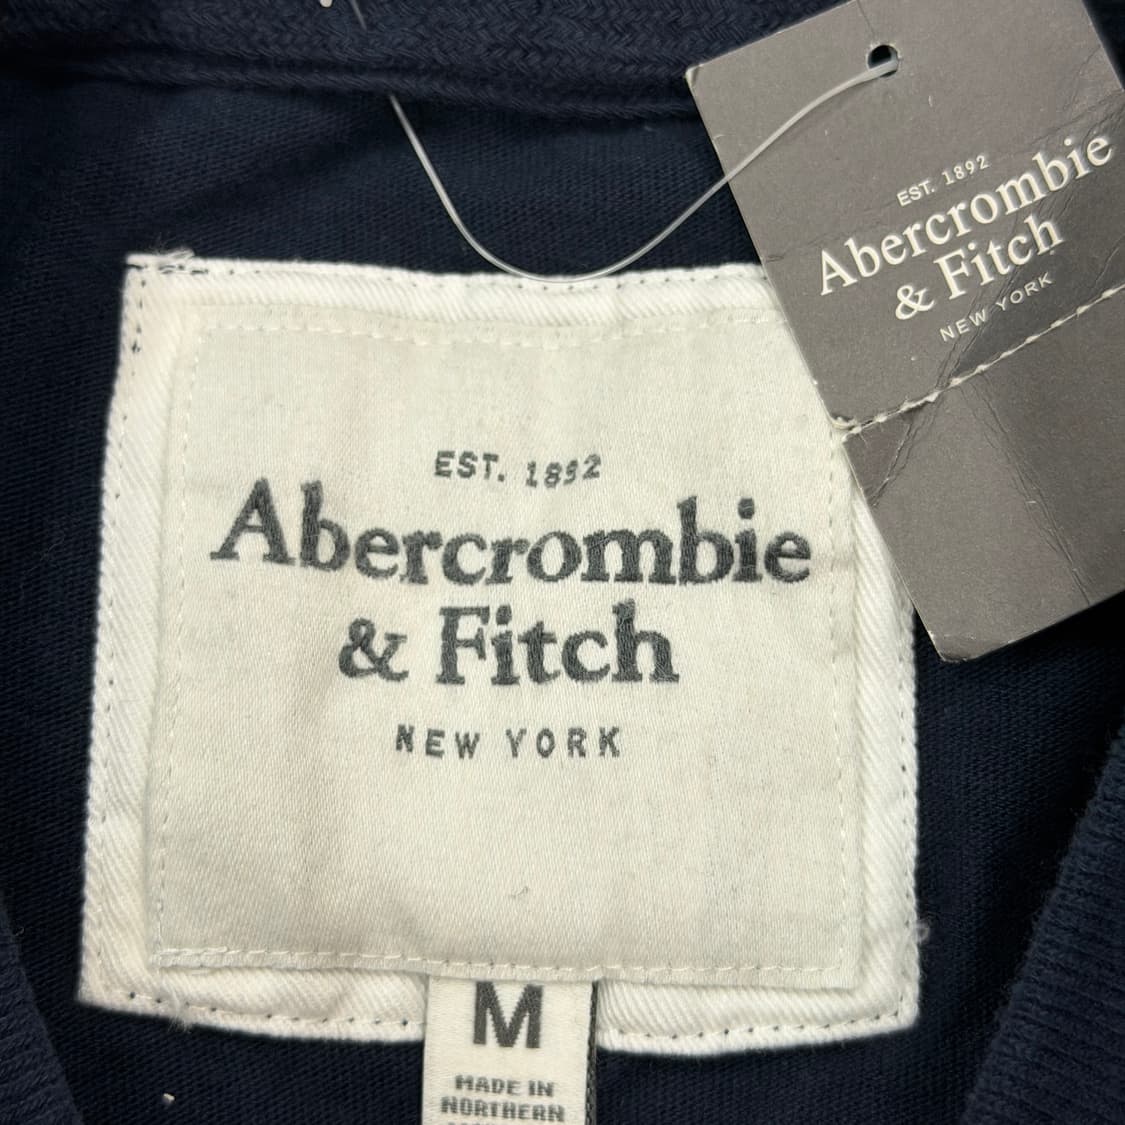 EST. 1892
Abercrombie
& Fitch
NEW YORK
EST. 1892
Abercrombie
& Fitch
NEW YORK
M
MADE IN
NORTHERN